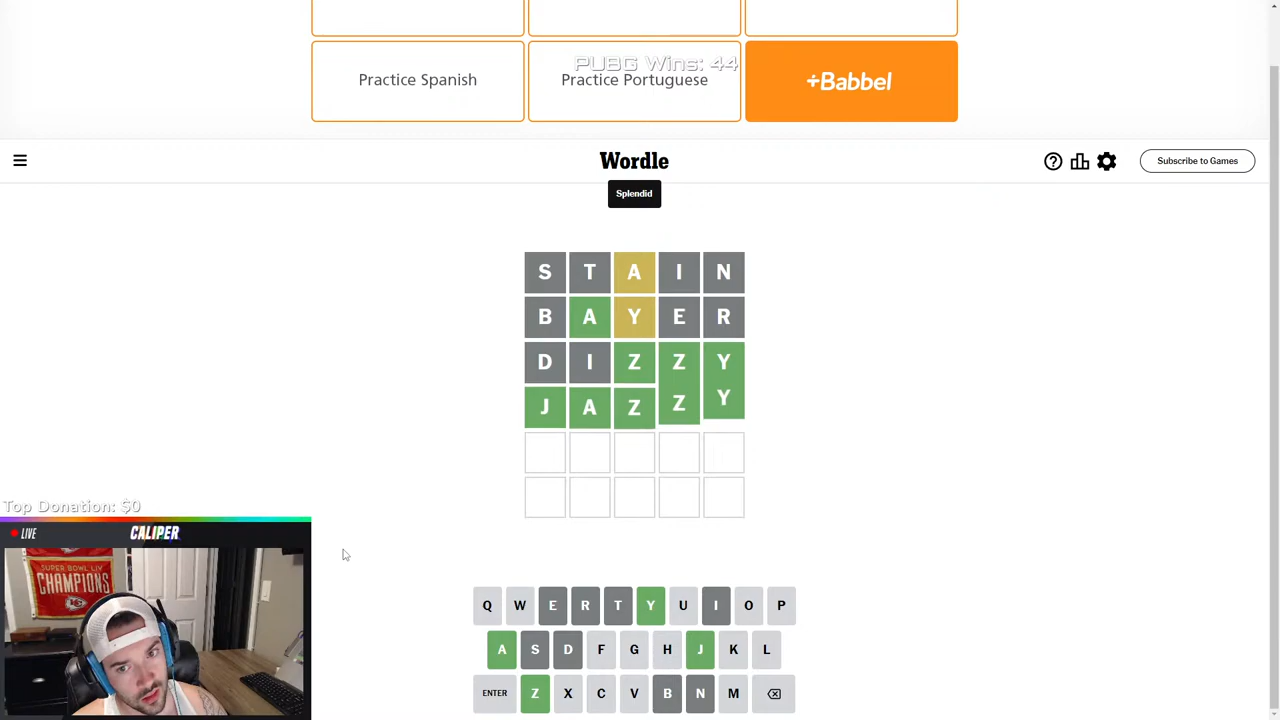 PUBG Wins: 44
Practice Spanish
Practice Portuguese
+Babbel
Wordle
Subscribe to Games
Splendid
S T A I N
B A Y E R
D I Z Z Y
J A Z Z Y
Top Donation: $0
LIVE
CALIPER
SUPER BOWL LIV
CHAMPIONS
Q W E R T Y U I O P
A S D F G H J K L
ENTER Z X C V B N M